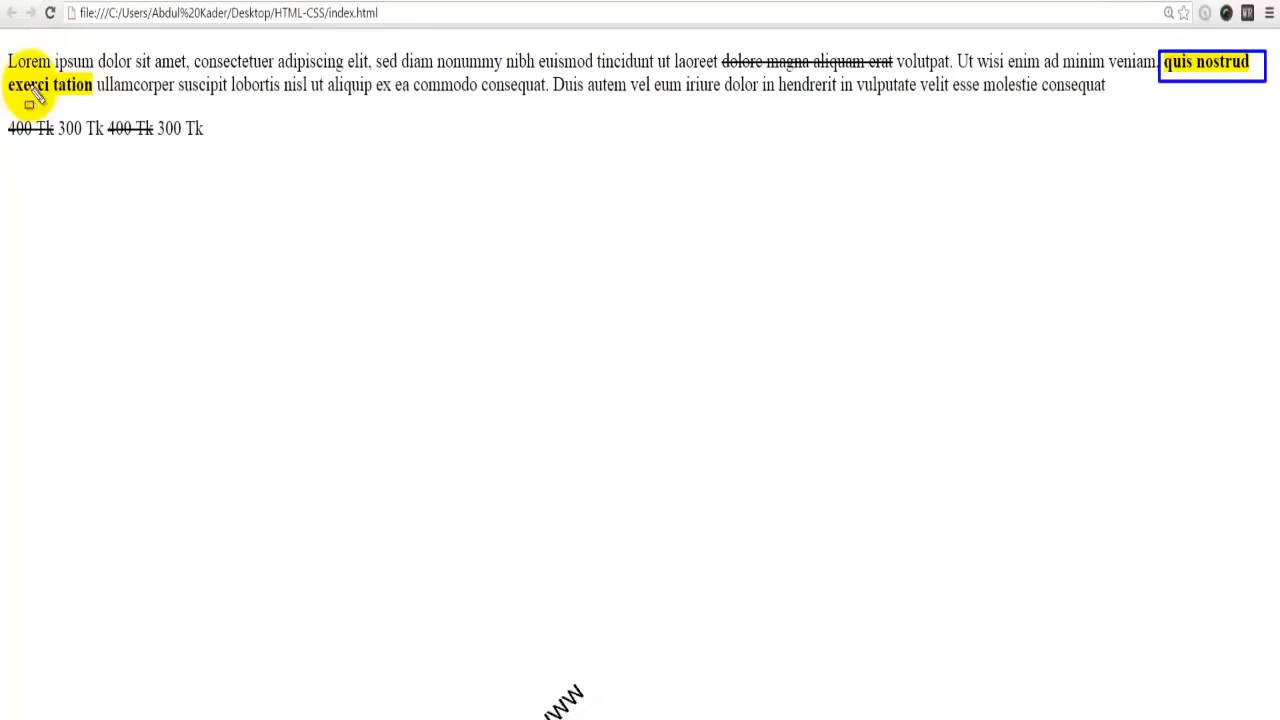 file:///C:/Users/Abdul%20Kader/Desktop/HTML-CSS/index.html
Lorem ipsum dolor sit amet, consectetuer adipiscing elit, sed diam nonummy nibh euismod tincidunt ut laoreet dolore magna aliquam erat volutpat. Ut wisi enim ad minim veniam, quis nostrud
exerci tation ullamcorper suscipit lobortis nisl ut aliquip ex ea commodo consequat. Duis autem vel eum iriure dolor in hendrerit in vulputate velit esse molestie consequat
400 Tk 300 Tk 400 Tk 300 Tk